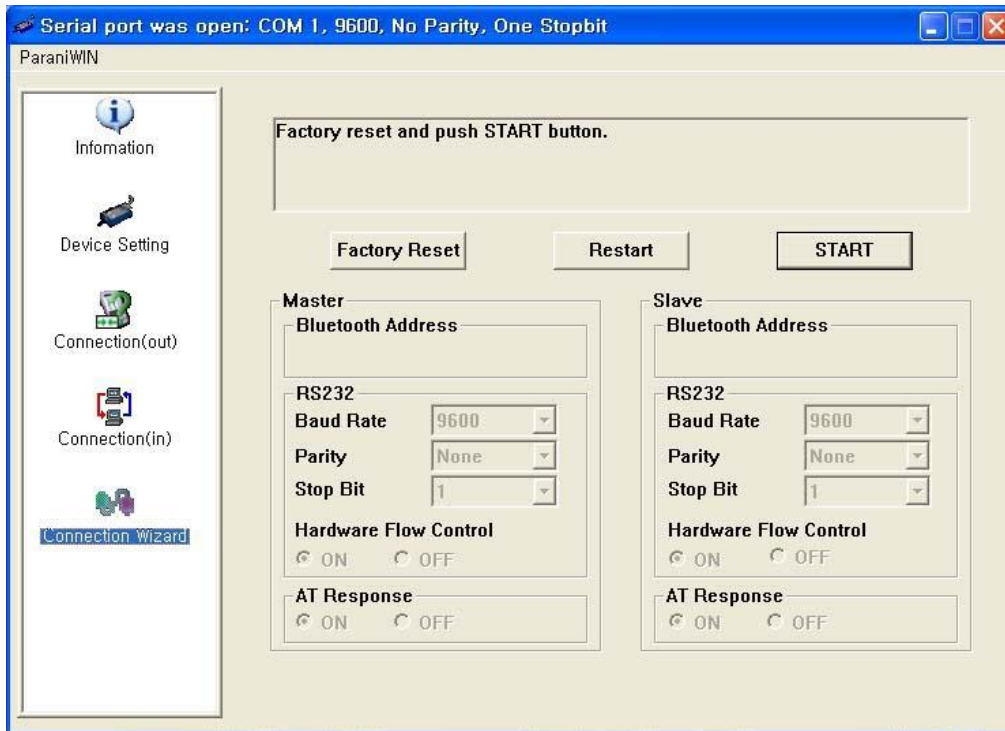 Serial port was open: COM 1, 9600, No Parity, One Stopbit
ParaniWIN
Infomation
Device Setting
Connection(out)
Connection(in)
Connection Wizard
Factory reset and push START button.
Factory Reset
Restart
START
Master
Bluetooth Address
RS232
Baud Rate
9600
Parity
None
Stop Bit
1
Hardware Flow Control
ON
OFF
AT Response
ON
OFF
Slave
Bluetooth Address
RS232
Baud Rate
9600
Parity
None
Stop Bit
1
Hardware Flow Control
ON
OFF
AT Response
ON
OFF